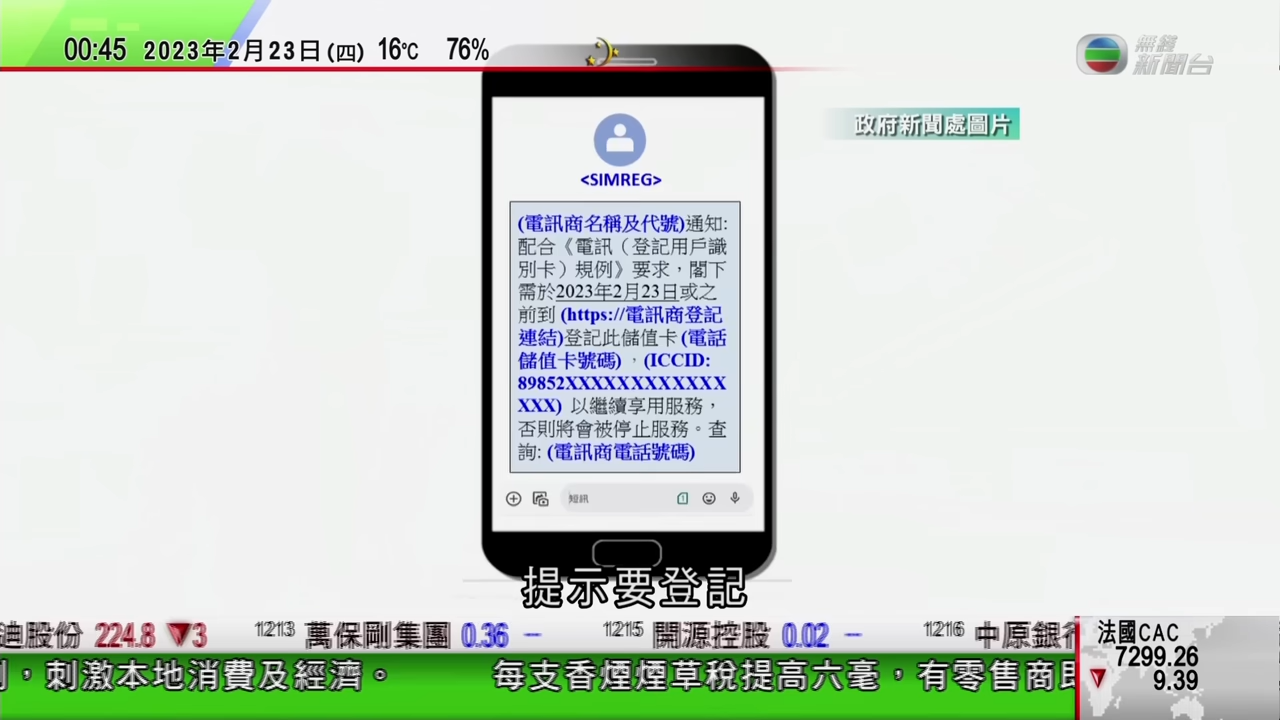 00:45 2023年2月23日(四) 16℃ 76%
無綫
新聞台
政府新聞處圖片
<SIMREG>
(電訊商名稱及代號)通知:
配合《電訊（登記用戶識
別卡）規例》要求，閣下
需於2023年2月23日或之
前到 (https://電訊商登記
連結)登記此儲值卡 (電話
儲值卡號碼) ，(ICCID:
89852XXXXXXXXXXXXX
XXX) 以繼續享用服務，
否則將會被停止服務。查
詢: (電訊商電話號碼)
短訊
提示要登記
迪股份 224.8 ▼3 1213 萬保剛集團 0.36 – 1215 開源控股 0.02 – 1216 中原銀行
，刺激本地消費及經濟。 每支香煙煙草稅提高六毫，有零售商即
法國CAC
7299.26
▼ 9.39